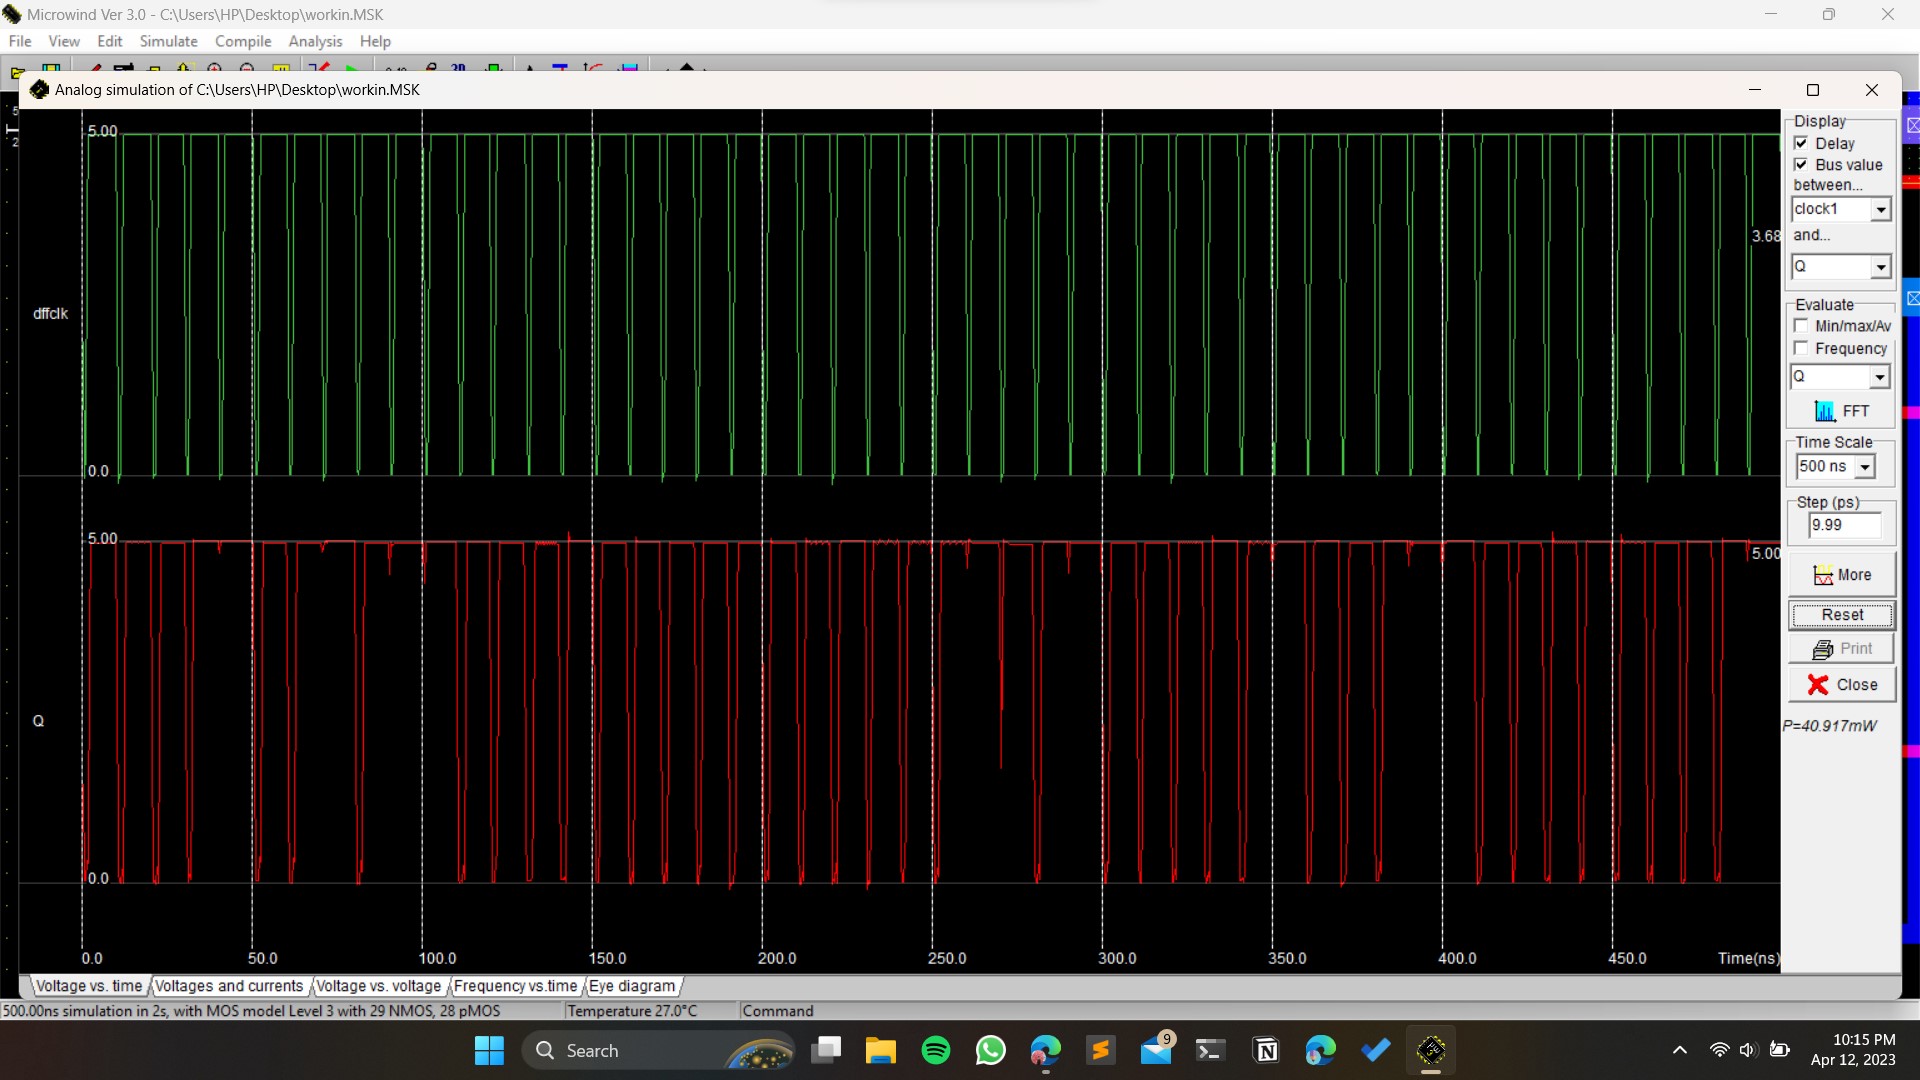 Microwind Ver 3.0 - C:\Users\HP\Desktop\workin.MSK
File View Edit Simulate Compile Analysis Help
Analog simulation of C:\Users\HP\Desktop\workin.MSK
5.00
3.68
dffclk
0.0
5.00
5.00
Q
0.0
0.0 50.0 100.0 150.0 200.0 250.0 300.0 350.0 400.0 450.0 Time(ns)
Display
Delay
Bus value
between...
clock1
and...
Q
Evaluate
Min/max/Av
Frequency
Q
FFT
Time Scale
500 ns
Step (ps)
9.99
More
Reset
Print
Close
P=40.917mW
Voltage vs. time Voltages and currents Voltage vs. voltage Frequency vs.time Eye diagram
500.00ns simulation in 2s, with MOS model Level 3 with 29 NMOS, 28 pMOS Temperature 27.0°C Command
Search
9
10:15 PM
Apr 12, 2023